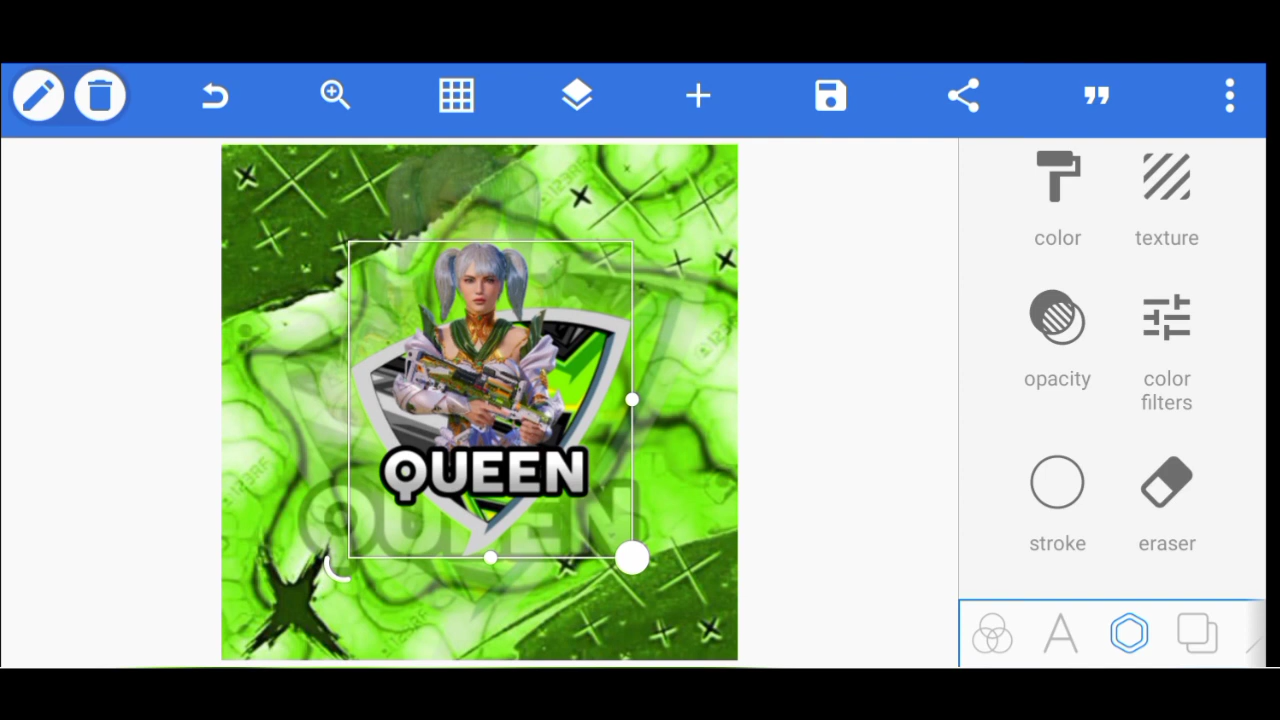 color
texture
opacity
color
filters
stroke
eraser
QUEEN
QUEEN